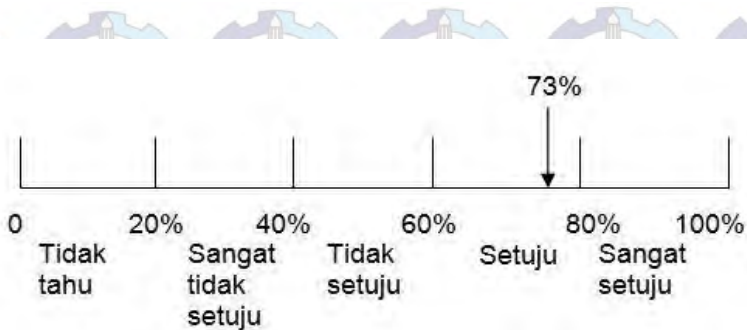 73%
0 20% 40% 60% 80% 100%
Tidak tahu
Sangat tidak setuju
Tidak setuju
Setuju
Sangat setuju